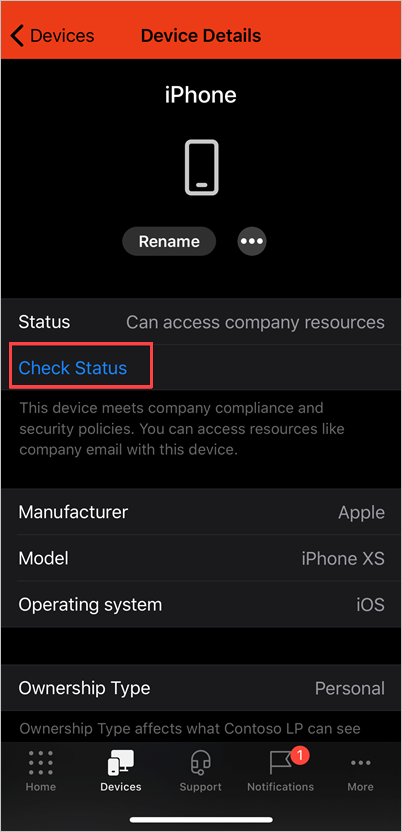 Devices Device Details
iPhone
Rename
Status Can access company resources
Check Status
This device meets company compliance and
security policies. You can access resources like
company email with this device.
Manufacturer Apple
Model iPhone XS
Operating system iOS
Ownership Type Personal
Ownership Type affects what Contoso LP can see
1
Home Devices Support Notifications More